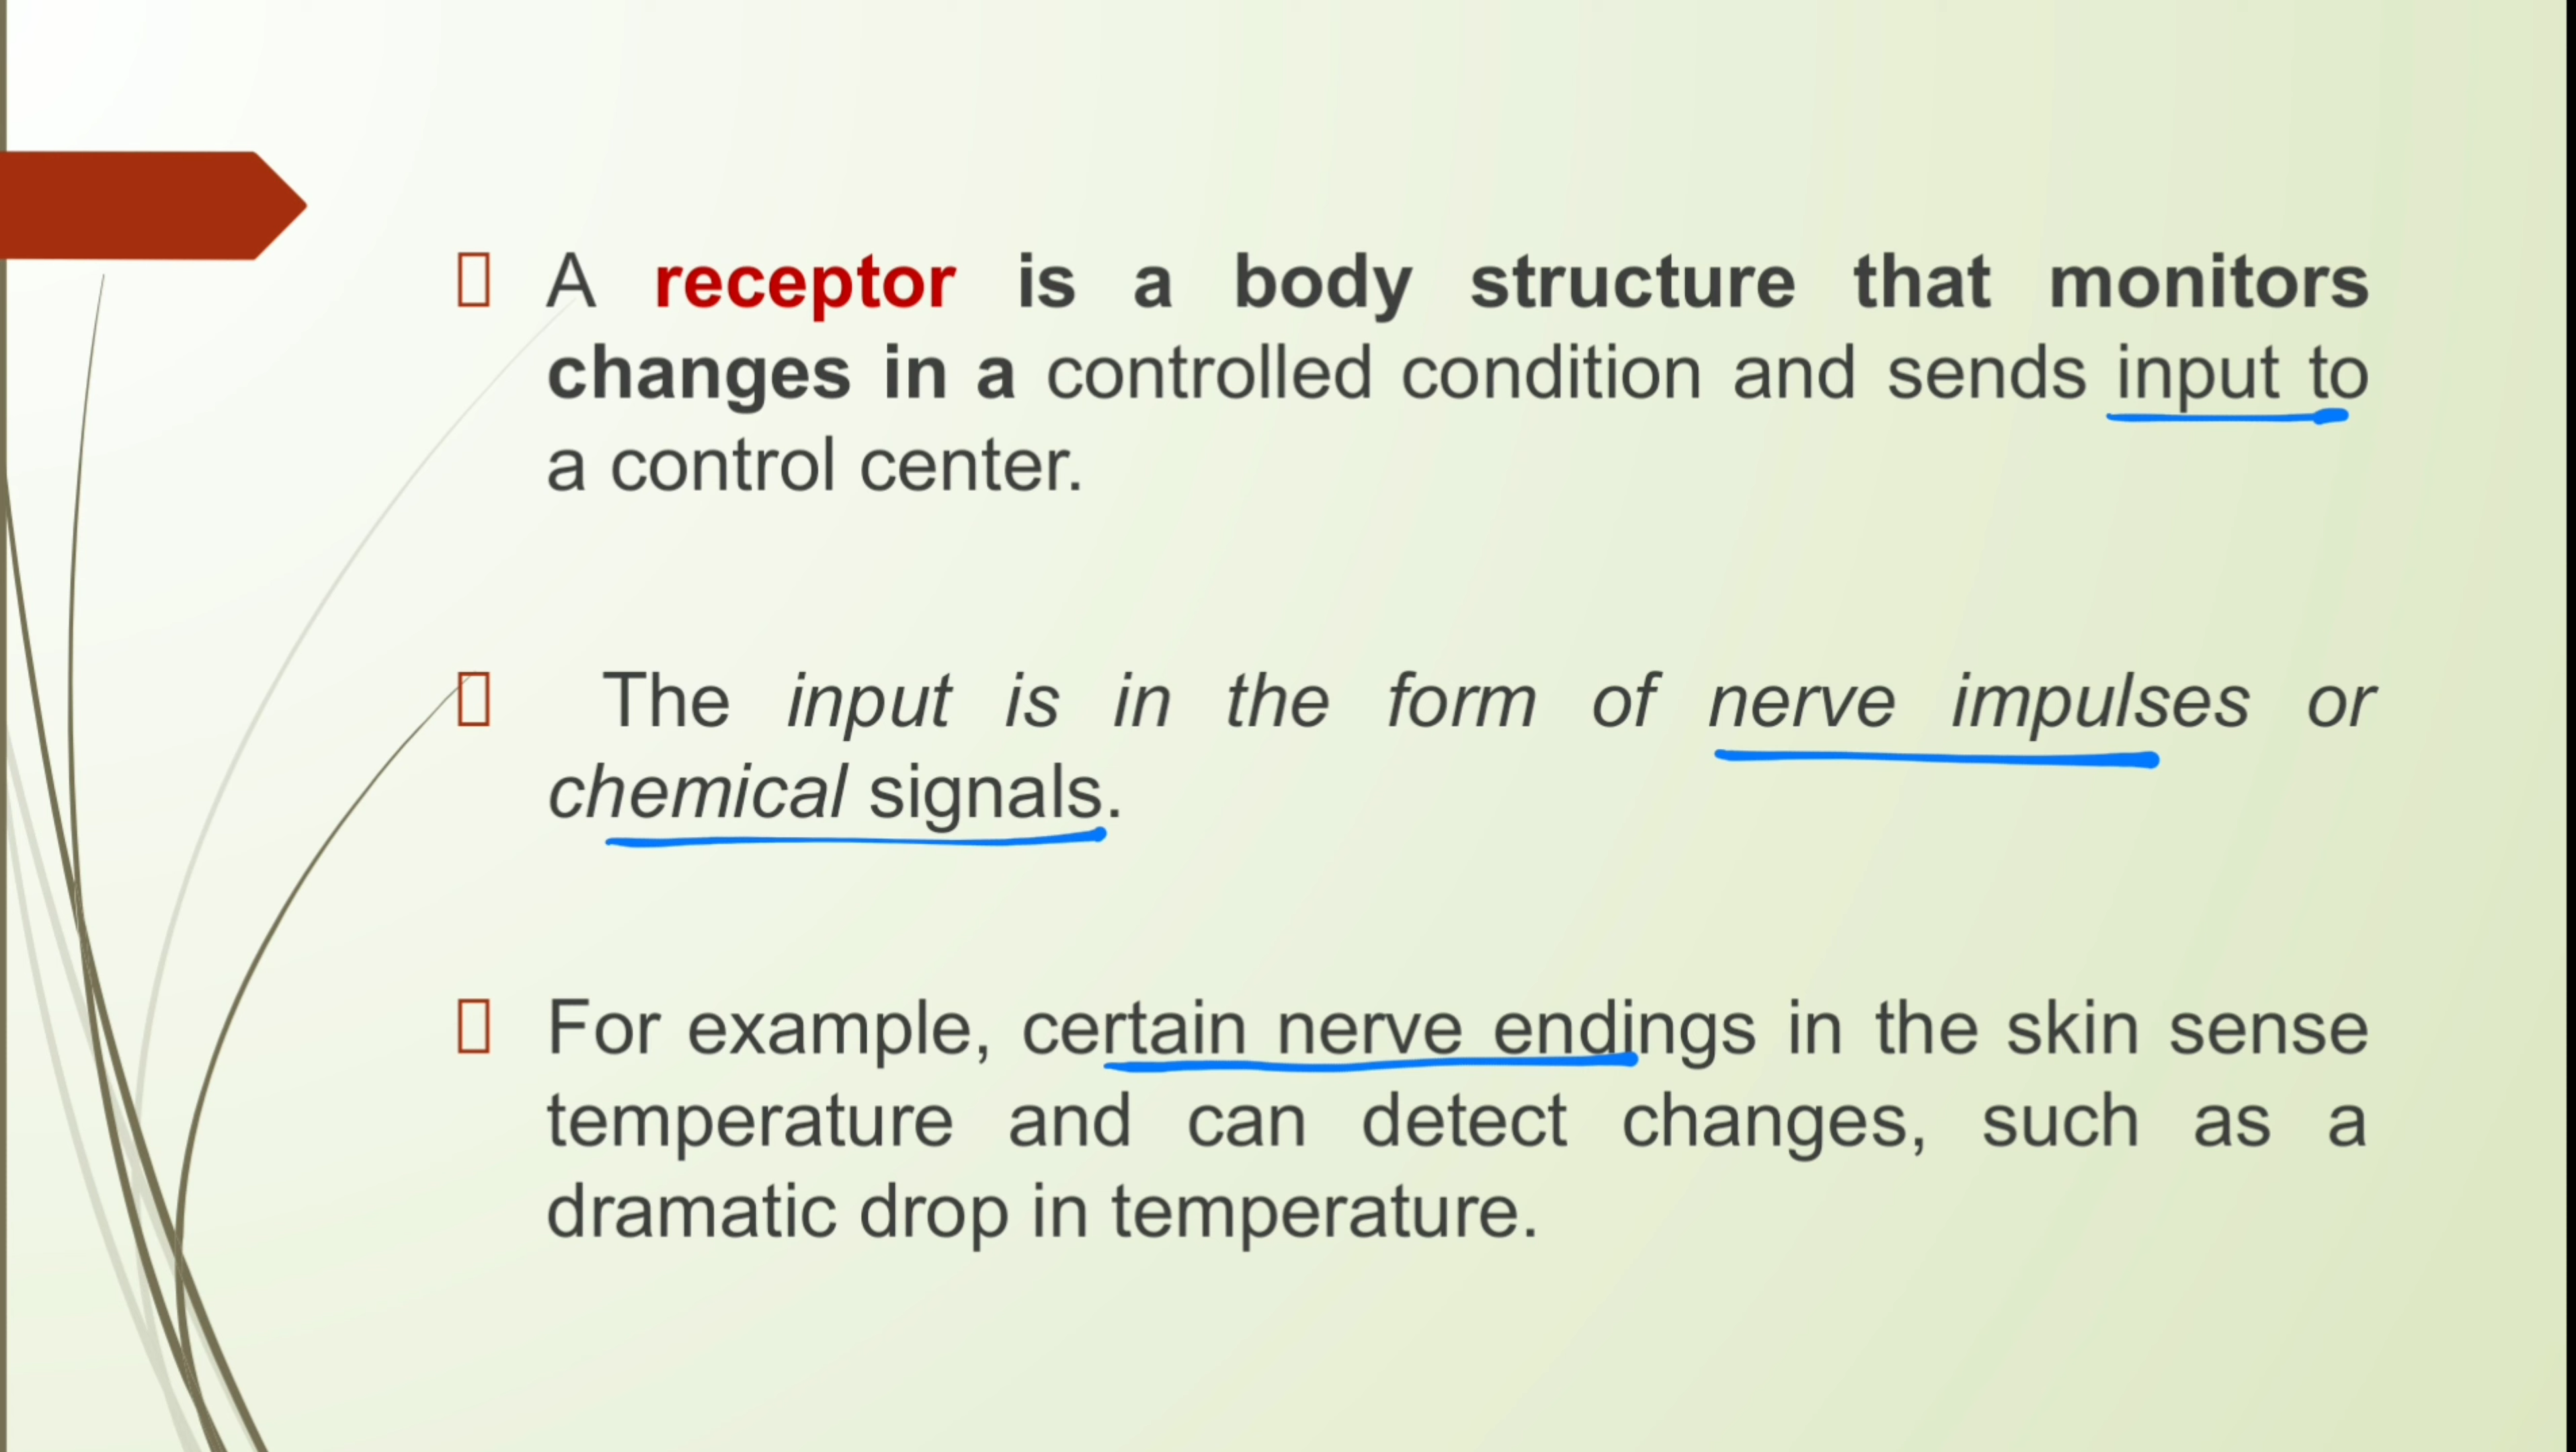 A receptor is a body structure that monitors
changes in a controlled condition and sends input to
a control center.
The input is in the form of nerve impulses or
chemical signals.
For example, certain nerve endings in the skin sense
temperature and can detect changes, such as a
dramatic drop in temperature.